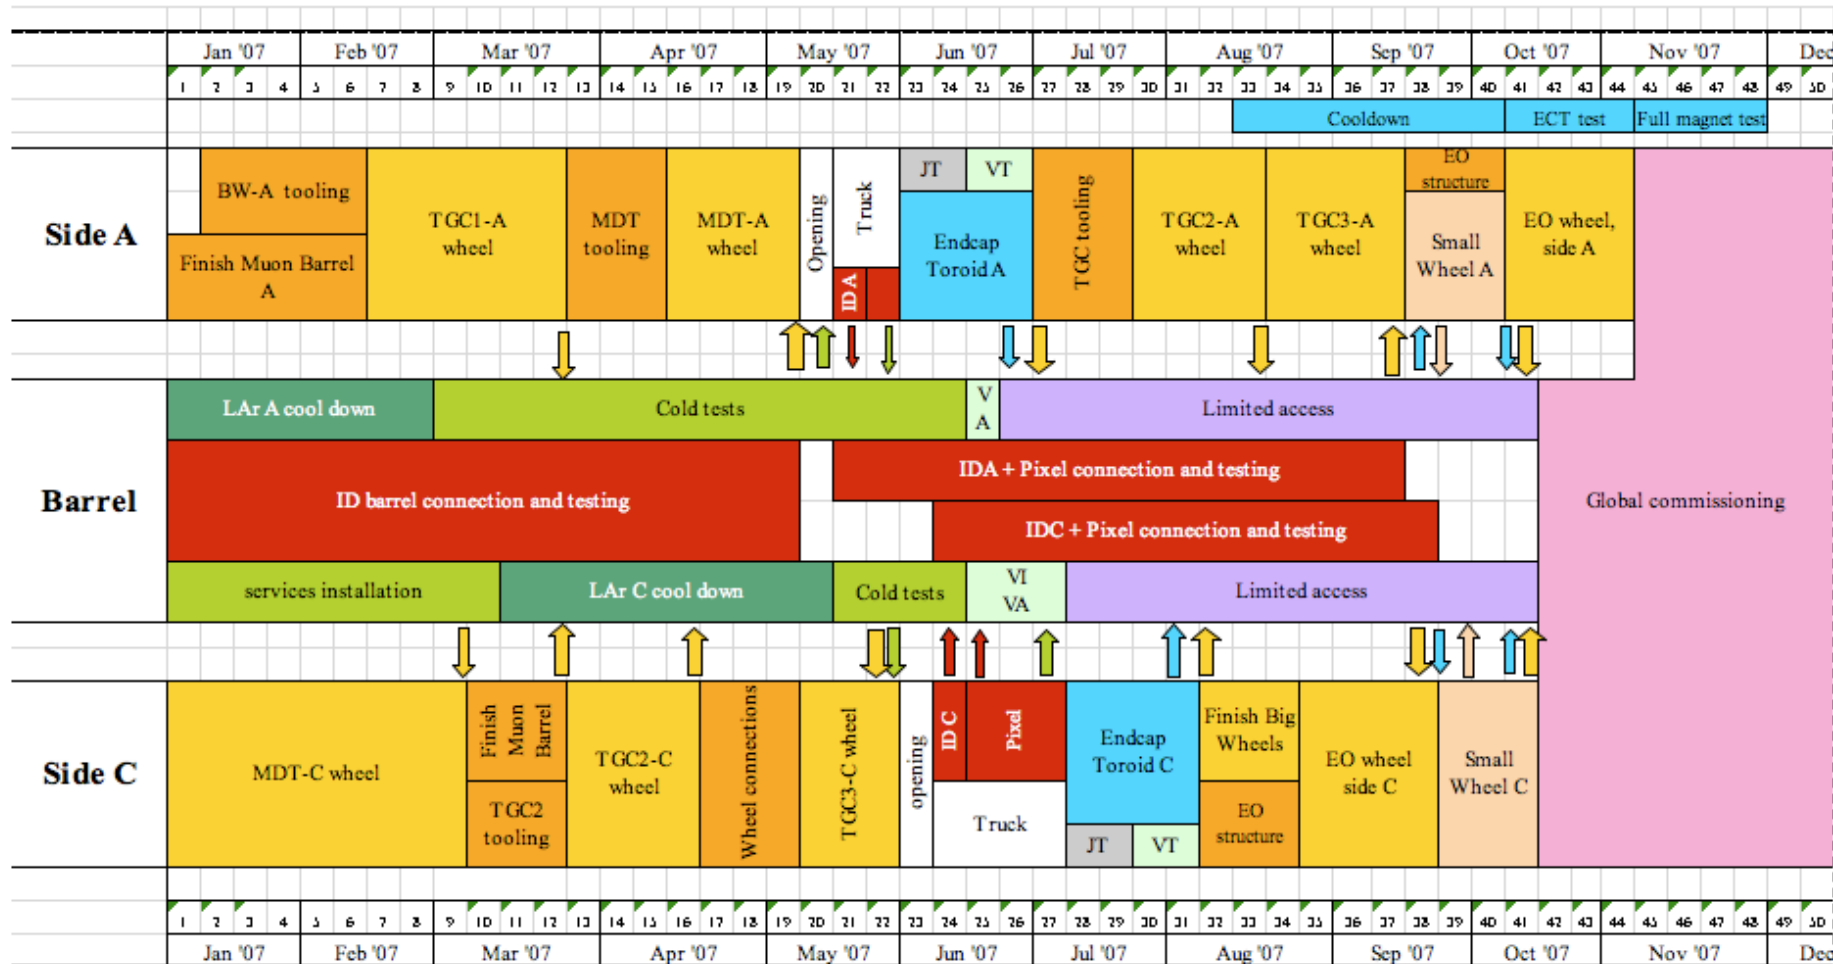 Jan '07 Feb '07 Mar '07 Apr '07 May '07 Jun '07 Jul '07 Aug '07 Sep '07 Oct '07 Nov '07 Dec
1 2 3 4 5 6 7 8 9 10 11 12 13 14 15 16 17 18 19 20 21 22 23 24 25 26 27 28 29 30 31 32 33 34 35 36 37 38 39 40 41 42 43 44 45 46 47 48 49 50
Cooldown ECT test Full magnet test
Side A
BW-A tooling
Finish Muon Barrel
A
TGC1-A
wheel
MDT
tooling
MDT-A
wheel
Opening
Truck
ID A
JT
VT
Endcap
Toroid A
TGC tooling
TGC2-A
wheel
TGC3-A
wheel
EO
structure
Small
Wheel A
EO wheel,
side A
Barrel
LAr A cool down
Cold tests
V
A
Limited access
ID barrel connection and testing
IDA + Pixel connection and testing
IDC + Pixel connection and testing
Global commissioning
services installation
LAr C cool down
Cold tests
VI
VA
Limited access
Side C
MDT-C wheel
Finish
Muon
Barrel
TGC2
tooling
TGC2-C
wheel
Wheel connections
TGC3-C wheel
opening
ID C
Pixel
Truck
Endcap
Toroid C
JT
VT
Finish Big
Wheels
EO
structure
EO wheel
side C
Small
Wheel C
1 2 3 4 5 6 7 8 9 10 11 12 13 14 15 16 17 18 19 20 21 22 23 24 25 26 27 28 29 30 31 32 33 34 35 36 37 38 39 40 41 42 43 44 45 46 47 48 49 50
Jan '07 Feb '07 Mar '07 Apr '07 May '07 Jun '07 Jul '07 Aug '07 Sep '07 Oct '07 Nov '07 Dec